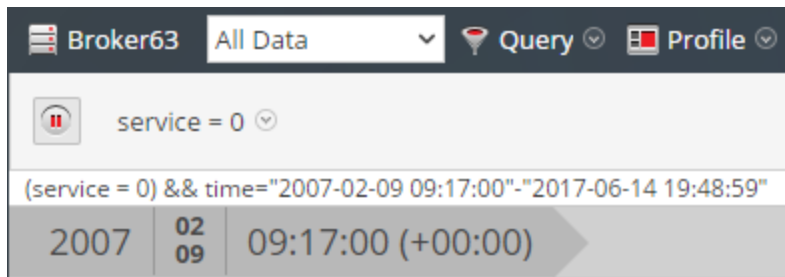 Broker63 All Data Query Profile
service = 0
(service = 0) && time="2007-02-09 09:17:00"-"2017-06-14 19:48:59"
2007 02 09 09:17:00 (+00:00)